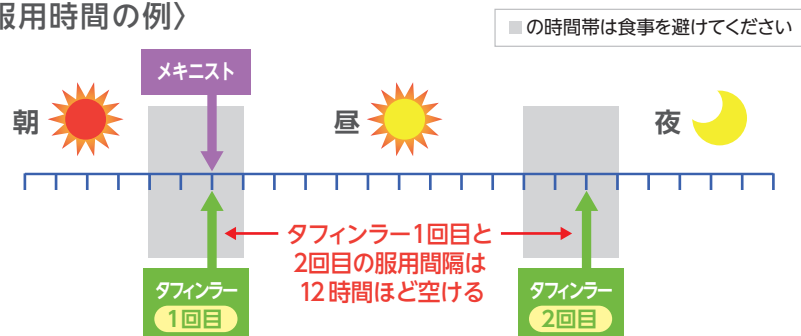 服用時間の例〉
の時間帯は食事を避けてください
メキニスト
朝
昼
夜
タフィンラー1回目と
2回目の服用間隔は
12時間ほど空ける
タフィンラー
1回目
タフィンラー
2回目